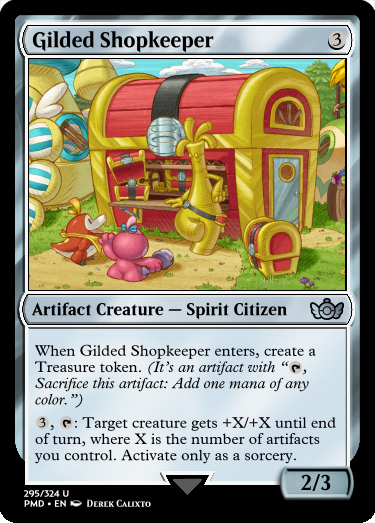 Gilded Shopkeeper 3
Artifact Creature — Spirit Citizen
When Gilded Shopkeeper enters, create a
Treasure token. (It's an artifact with “,
Sacrifice this artifact: Add one mana of any
color.”)
3, : Target creature gets +X/+X until end
of turn, where X is the number of artifacts
you control. Activate only as a sorcery.
2/3
295/324 U
PMD • EN Derek Calixto